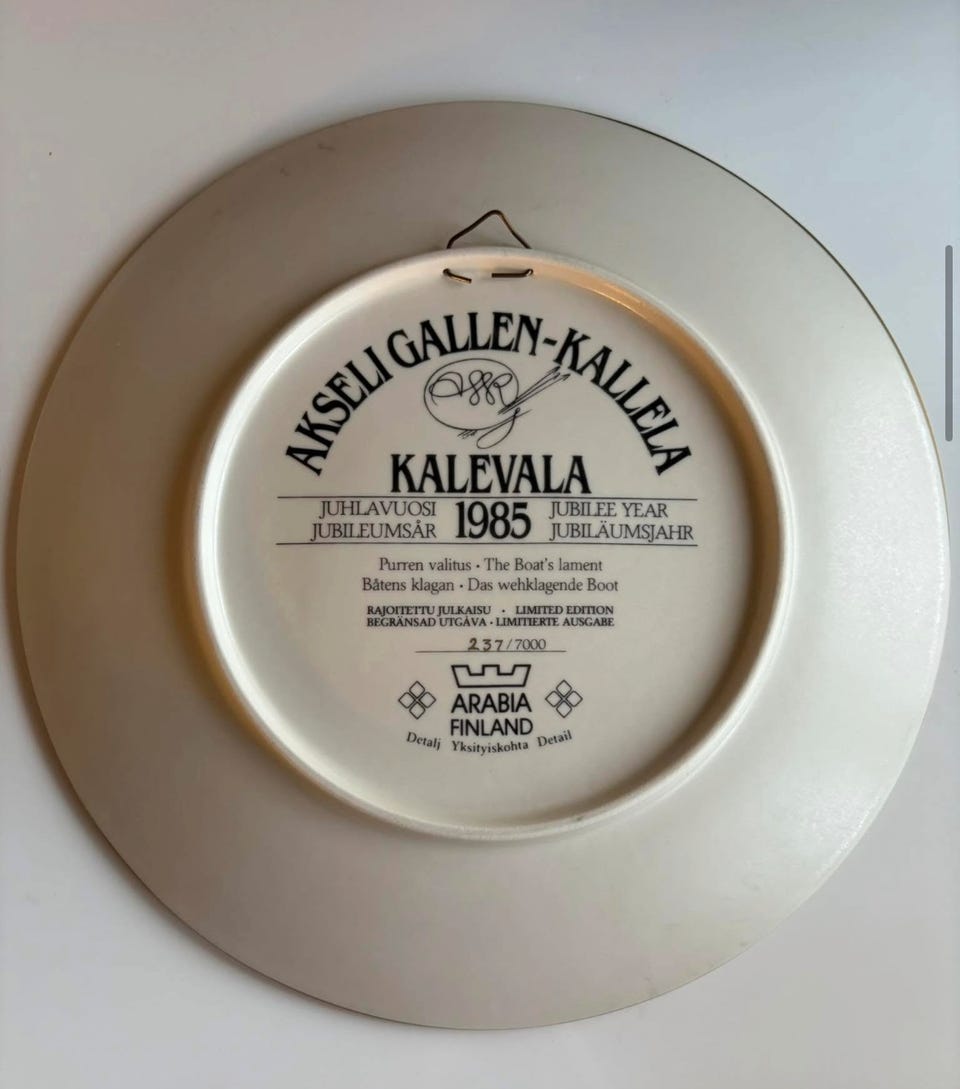 AKSELI GALLEN-KALLELA
KALEVALA
JUHLAVUOSI 1985 JUBILEE YEAR
JUBILEUMSÅR JUBILÄUMSJAHR
Purren valitus • The Boat's lament
Båtens klagan • Das wehklagende Boot
RAJOITETTU JULKAISU • LIMITED EDITION
BEGRÄNSAD UTGÅVA • LIMITIERTE AUSGABE
237/7000
ARABIA
FINLAND
Detalj Yksityiskohta Detail